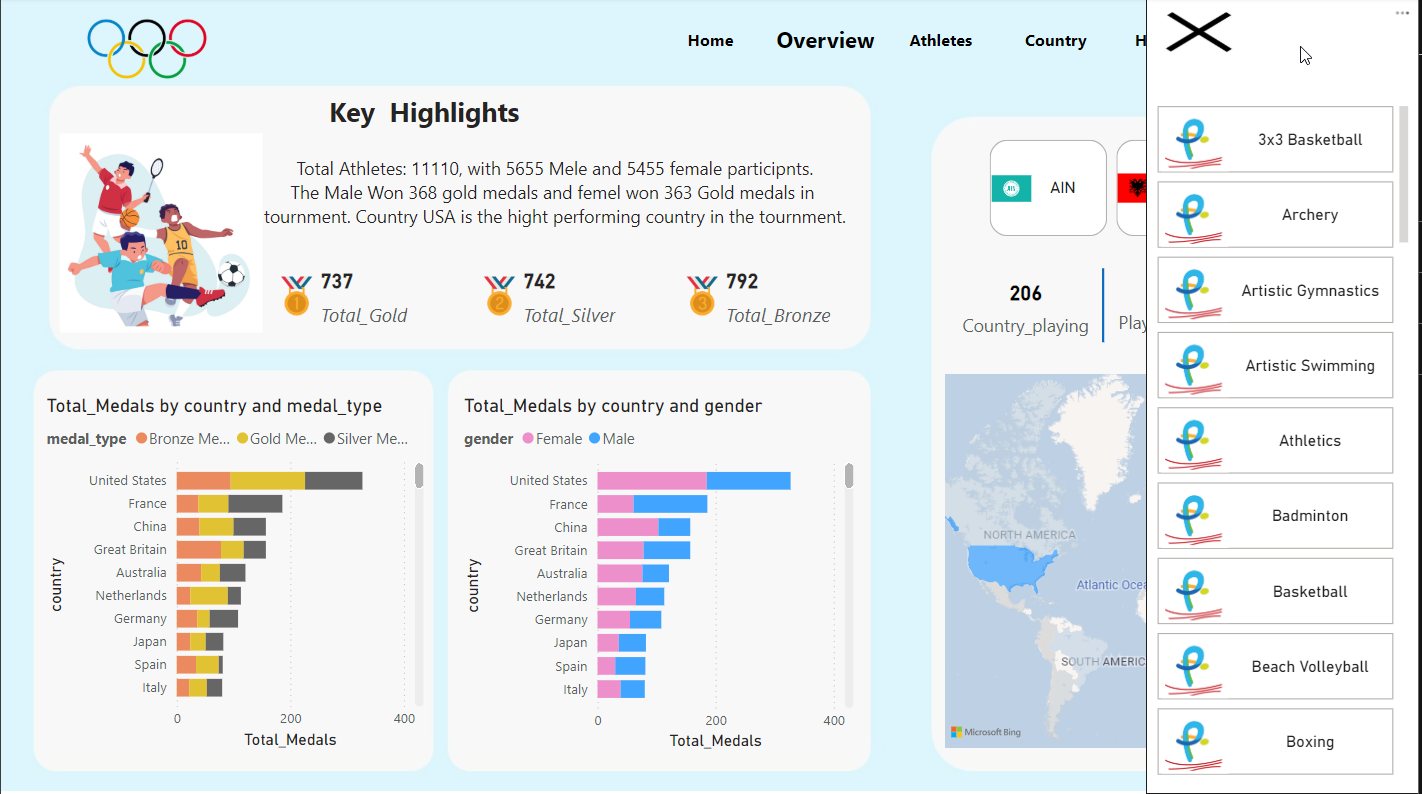 Home Overview Athletes Country H
Key Highlights
Total Athletes: 11110, with 5655 Mele and 5455 female participnts.
The Male Won 368 gold medals and femel won 363 Gold medals in
tournment. Country USA is the hight performing country in the tournment.
10
737
Total_Gold
742
Total_Silver
792
Total_Bronze
1
2
3
Total_Medals by country and medal_type
medal_type Bronze Me... Gold Me... Silver Me...
country
United States
France
China
Great Britain
Australia
Netherlands
Germany
Japan
Spain
Italy
0 200 400
Total_Medals
Total_Medals by country and gender
gender Female Male
country
United States
France
China
Great Britain
Australia
Netherlands
Germany
Japan
Spain
Italy
0 200 400
Total_Medals
AIN
AIN
206
Country_playing
Play
NORTH AMERICA
Atlantic Ocea
SOUTH AMERIC
Microsoft Bing
3x3 Basketball
Archery
Artistic Gymnastics
Artistic Swimming
Athletics
Badminton
Basketball
Beach Volleyball
Boxing